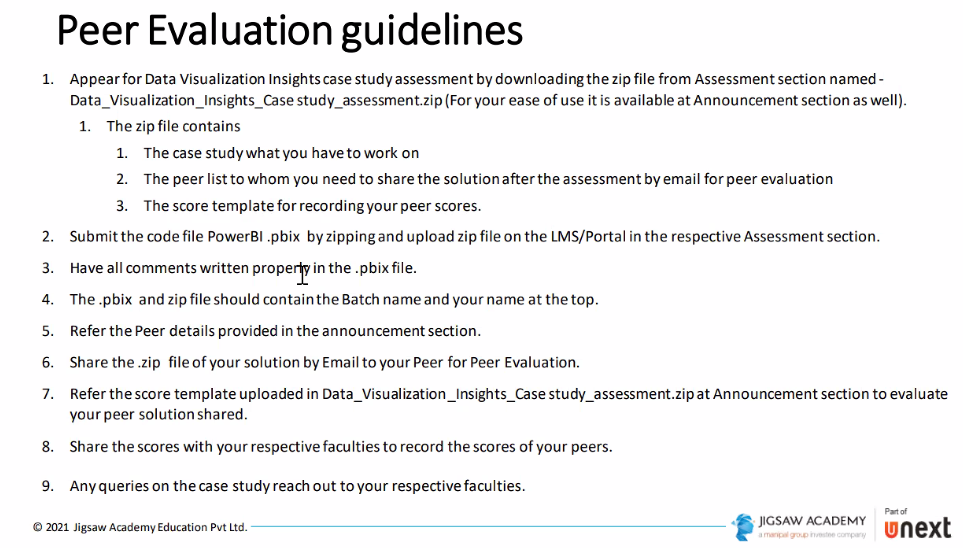 Peer Evaluation guidelines
1. Appear for Data Visualization Insights case study assessment by downloading the zip file from Assessment section named -
Data_Visualization_Insights_Case study_assessment.zip (For your ease of use it is available at Announcement section as well).
1. The zip file contains
1. The case study what you have to work on
2. The peer list to whom you need to share the solution after the assessment by email for peer evaluation
3. The score template for recording your peer scores.
2. Submit the code file PowerBI .pbix by zipping and upload zip file on the LMS/Portal in the respective Assessment section.
3. Have all comments written properly in the .pbix file.
4. The .pbix and zip file should contain the Batch name and your name at the top.
5. Refer the Peer details provided in the announcement section.
6. Share the .zip file of your solution by Email to your Peer for Peer Evaluation.
7. Refer the score template uploaded in Data_Visualization_Insights_Case study_assessment.zip at Announcement section to evaluate
your peer solution shared.
8. Share the scores with your respective faculties to record the scores of your peers.
9. Any queries on the case study reach out to your respective faculties.
© 2021 Jigsaw Academy Education Pvt Ltd.
JIGSAW ACADEMY
a manipal group investee company
Part of
unext